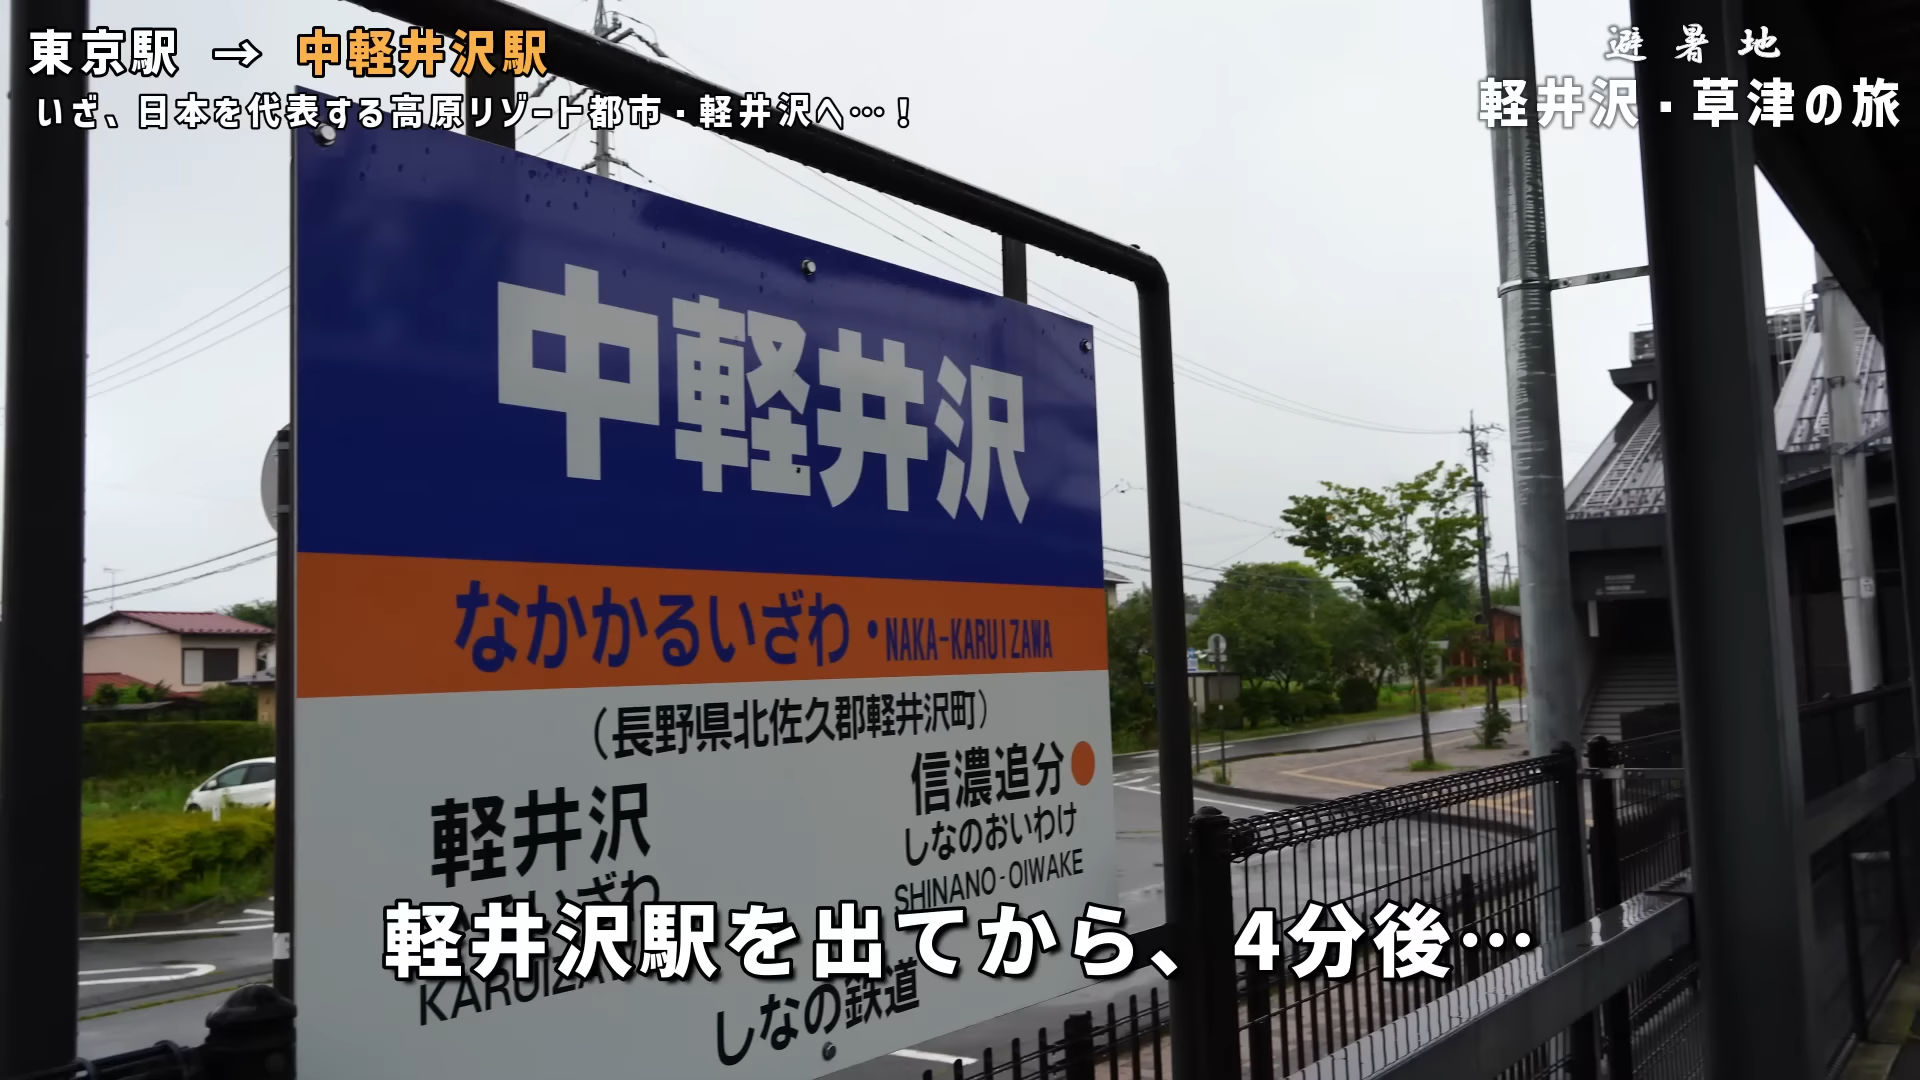 東京駅 → 中軽井沢駅
いざ、日本を代表する高原リゾート都市・軽井沢へ…！
避暑地
軽井沢・草津の旅
中軽井沢
なかかるいざわ・NAKA-KARUIZAWA
（長野県北佐久郡軽井沢町）
信濃追分
しなのおいわけ
SHINANO-OIWAKE
軽井沢
軽井沢駅を出てから、4分後…
しなの鉄道